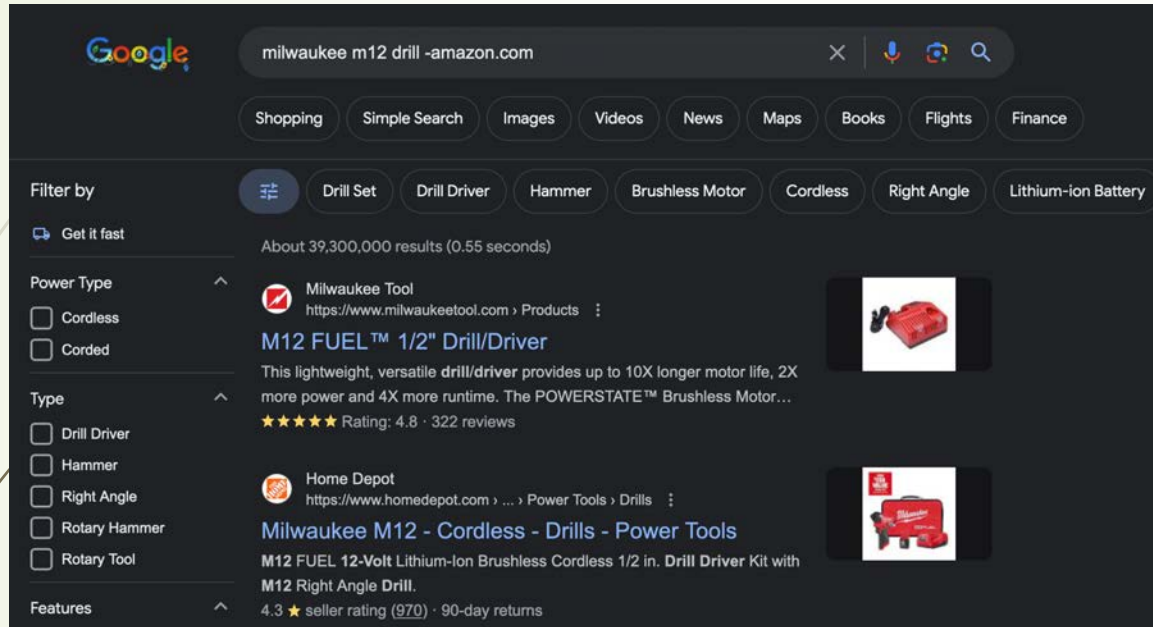 Google
milwaukee m12 drill -amazon.com
Shopping Simple Search Images Videos News Maps Books Flights Finance
Filter by
Get it fast
Power Type
Cordless
Corded
Type
Drill Driver
Hammer
Right Angle
Rotary Hammer
Rotary Tool
Features
Drill Set Drill Driver Hammer Brushless Motor Cordless Right Angle Lithium-ion Battery
About 39,300,000 results (0.55 seconds)
Milwaukee Tool
https://www.milwaukeetool.com › Products
M12 FUEL™ 1/2" Drill/Driver
This lightweight, versatile drill/driver provides up to 10X longer motor life, 2X
more power and 4X more runtime. The POWERSTATE™ Brushless Motor...
★★★★★ Rating: 4.8 · 322 reviews
Home Depot
https://www.homedepot.com › ... › Power Tools › Drills
Milwaukee M12 - Cordless - Drills - Power Tools
M12 FUEL 12-Volt Lithium-Ion Brushless Cordless 1/2 in. Drill Driver Kit with
M12 Right Angle Drill.
4.3 ★ seller rating (970) · 90-day returns